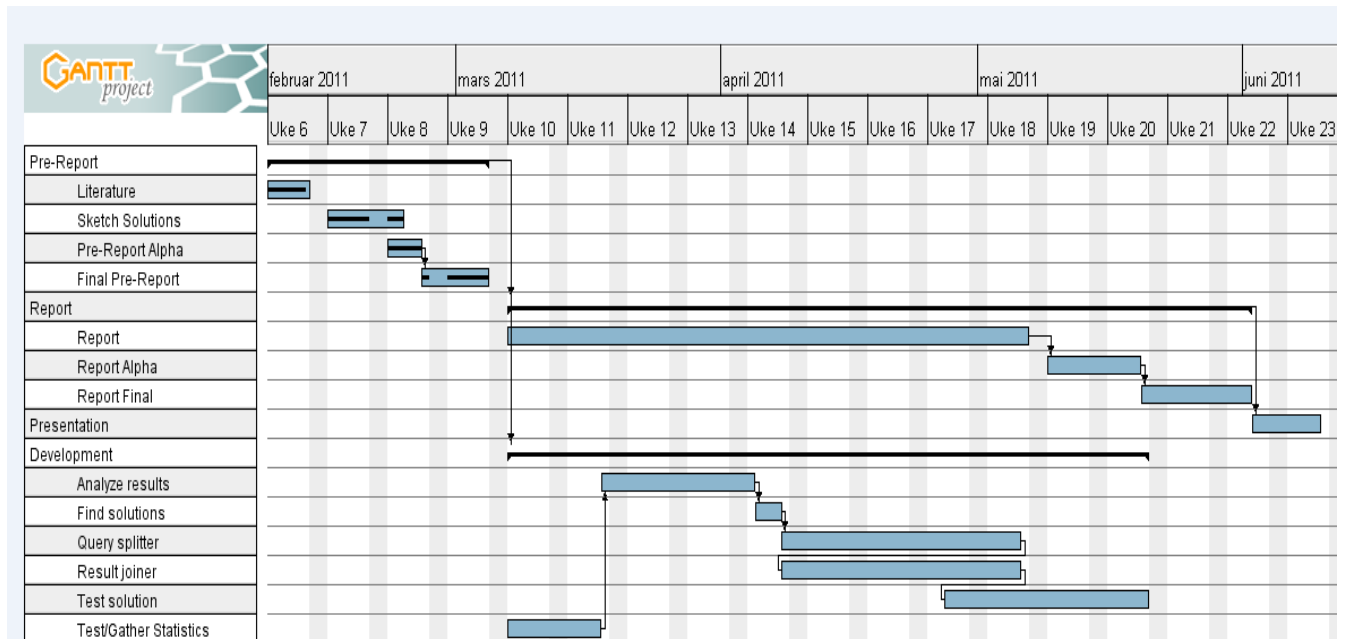 GANTT
project
februar 2011 mars 2011 april 2011 mai 2011 juni 2011
Uke 6 Uke 7 Uke 8 Uke 9 Uke 10 Uke 11 Uke 12 Uke 13 Uke 14 Uke 15 Uke 16 Uke 17 Uke 18 Uke 19 Uke 20 Uke 21 Uke 22 Uke 23
Pre-Report
Literature
Sketch Solutions
Pre-Report Alpha
Final Pre-Report
Report
Report
Report Alpha
Report Final
Presentation
Development
Analyze results
Find solutions
Query splitter
Result joiner
Test solution
Test/Gather Statistics